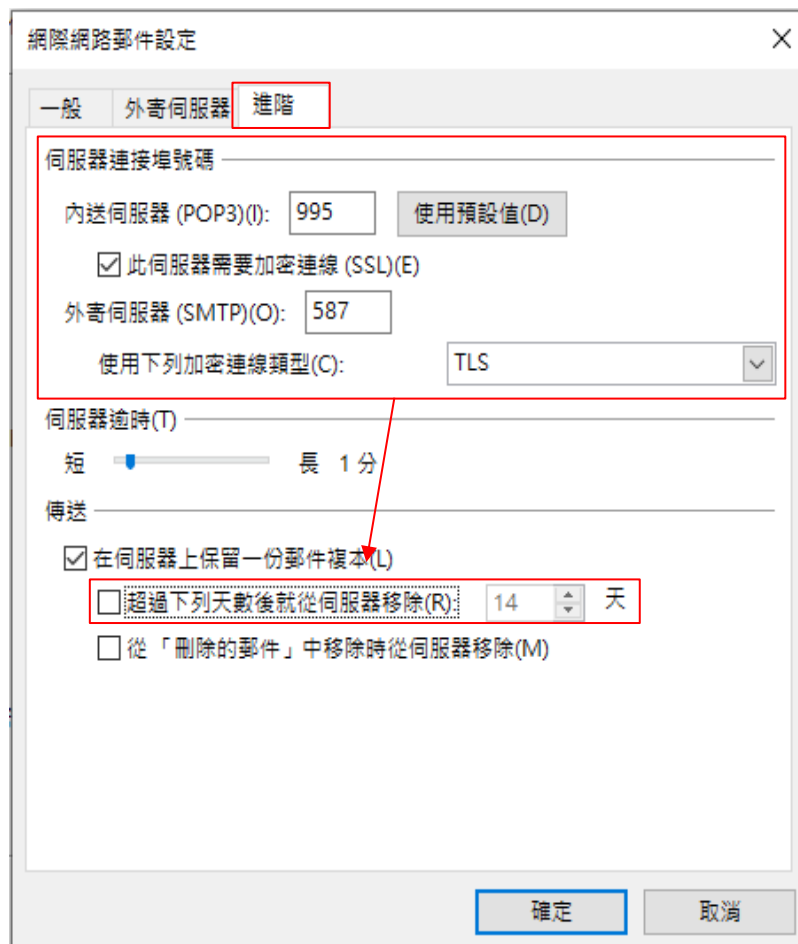 網際網路郵件設定
一般 外寄伺服器 進階
伺服器連接埠號碼
內送伺服器 (POP3)(I): 995 使用預設值(D)
此伺服器需要加密連線 (SSL)(E)
外寄伺服器 (SMTP)(O): 587
使用下列加密連線類型(C): TLS
伺服器逾時(T)
短 長 1 分
傳送
在伺服器上保留一份郵件複本(L)
超過下列天數後就從伺服器移除(R): 14 天
從「刪除的郵件」中移除時從伺服器移除(M)
確定 取消